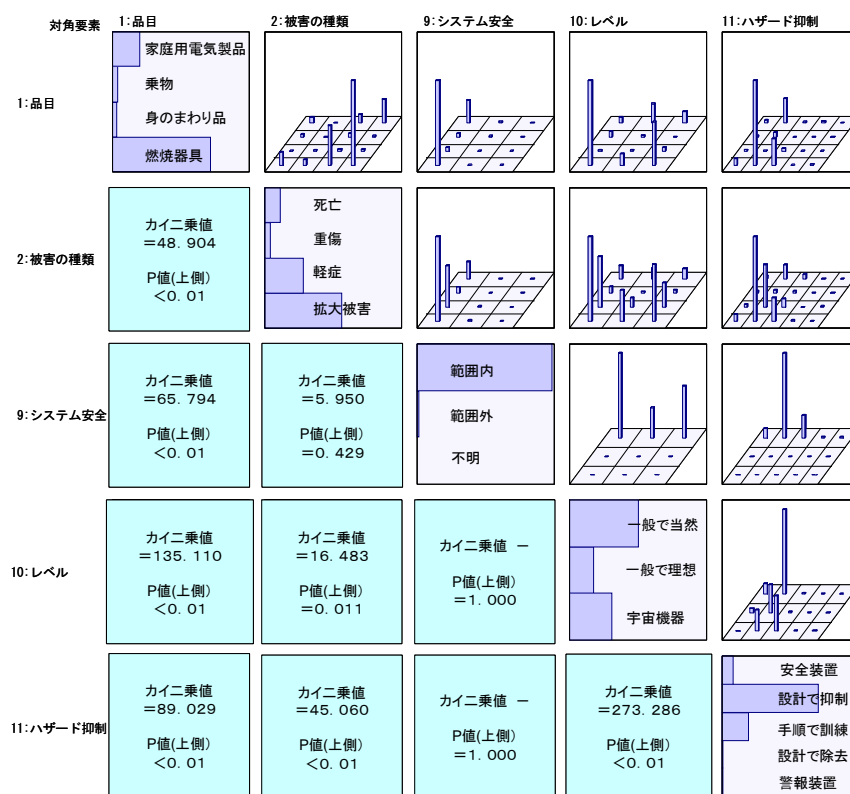 対角要素
1:品目
2:被害の種類
9:システム安全
10:レベル
11:ハザード抑制
1:品目
家庭用電気製品
乗物
身のまわり品
燃焼器具
2:被害の種類
カイ二乗値
=48.904
P値(上側)
<0.01
死亡
重傷
軽症
拡大被害
9:システム安全
カイ二乗値
=65.794
P値(上側)
<0.01
カイ二乗値
=5.950
P値(上側)
=0.429
範囲内
範囲外
不明
10:レベル
カイ二乗値
=135.110
P値(上側)
<0.01
カイ二乗値
=16.483
P値(上側)
=0.011
カイ二乗値 −
P値(上側)
=1.000
一般で当然
一般で理想
宇宙機器
11:ハザード抑制
カイ二乗値
=89.029
P値(上側)
<0.01
カイ二乗値
=45.060
P値(上側)
<0.01
カイ二乗値 −
P値(上側)
=1.000
カイ二乗値
=273.286
P値(上側)
<0.01
安全装置
設計で抑制
手順で訓練
設計で除去
警報装置